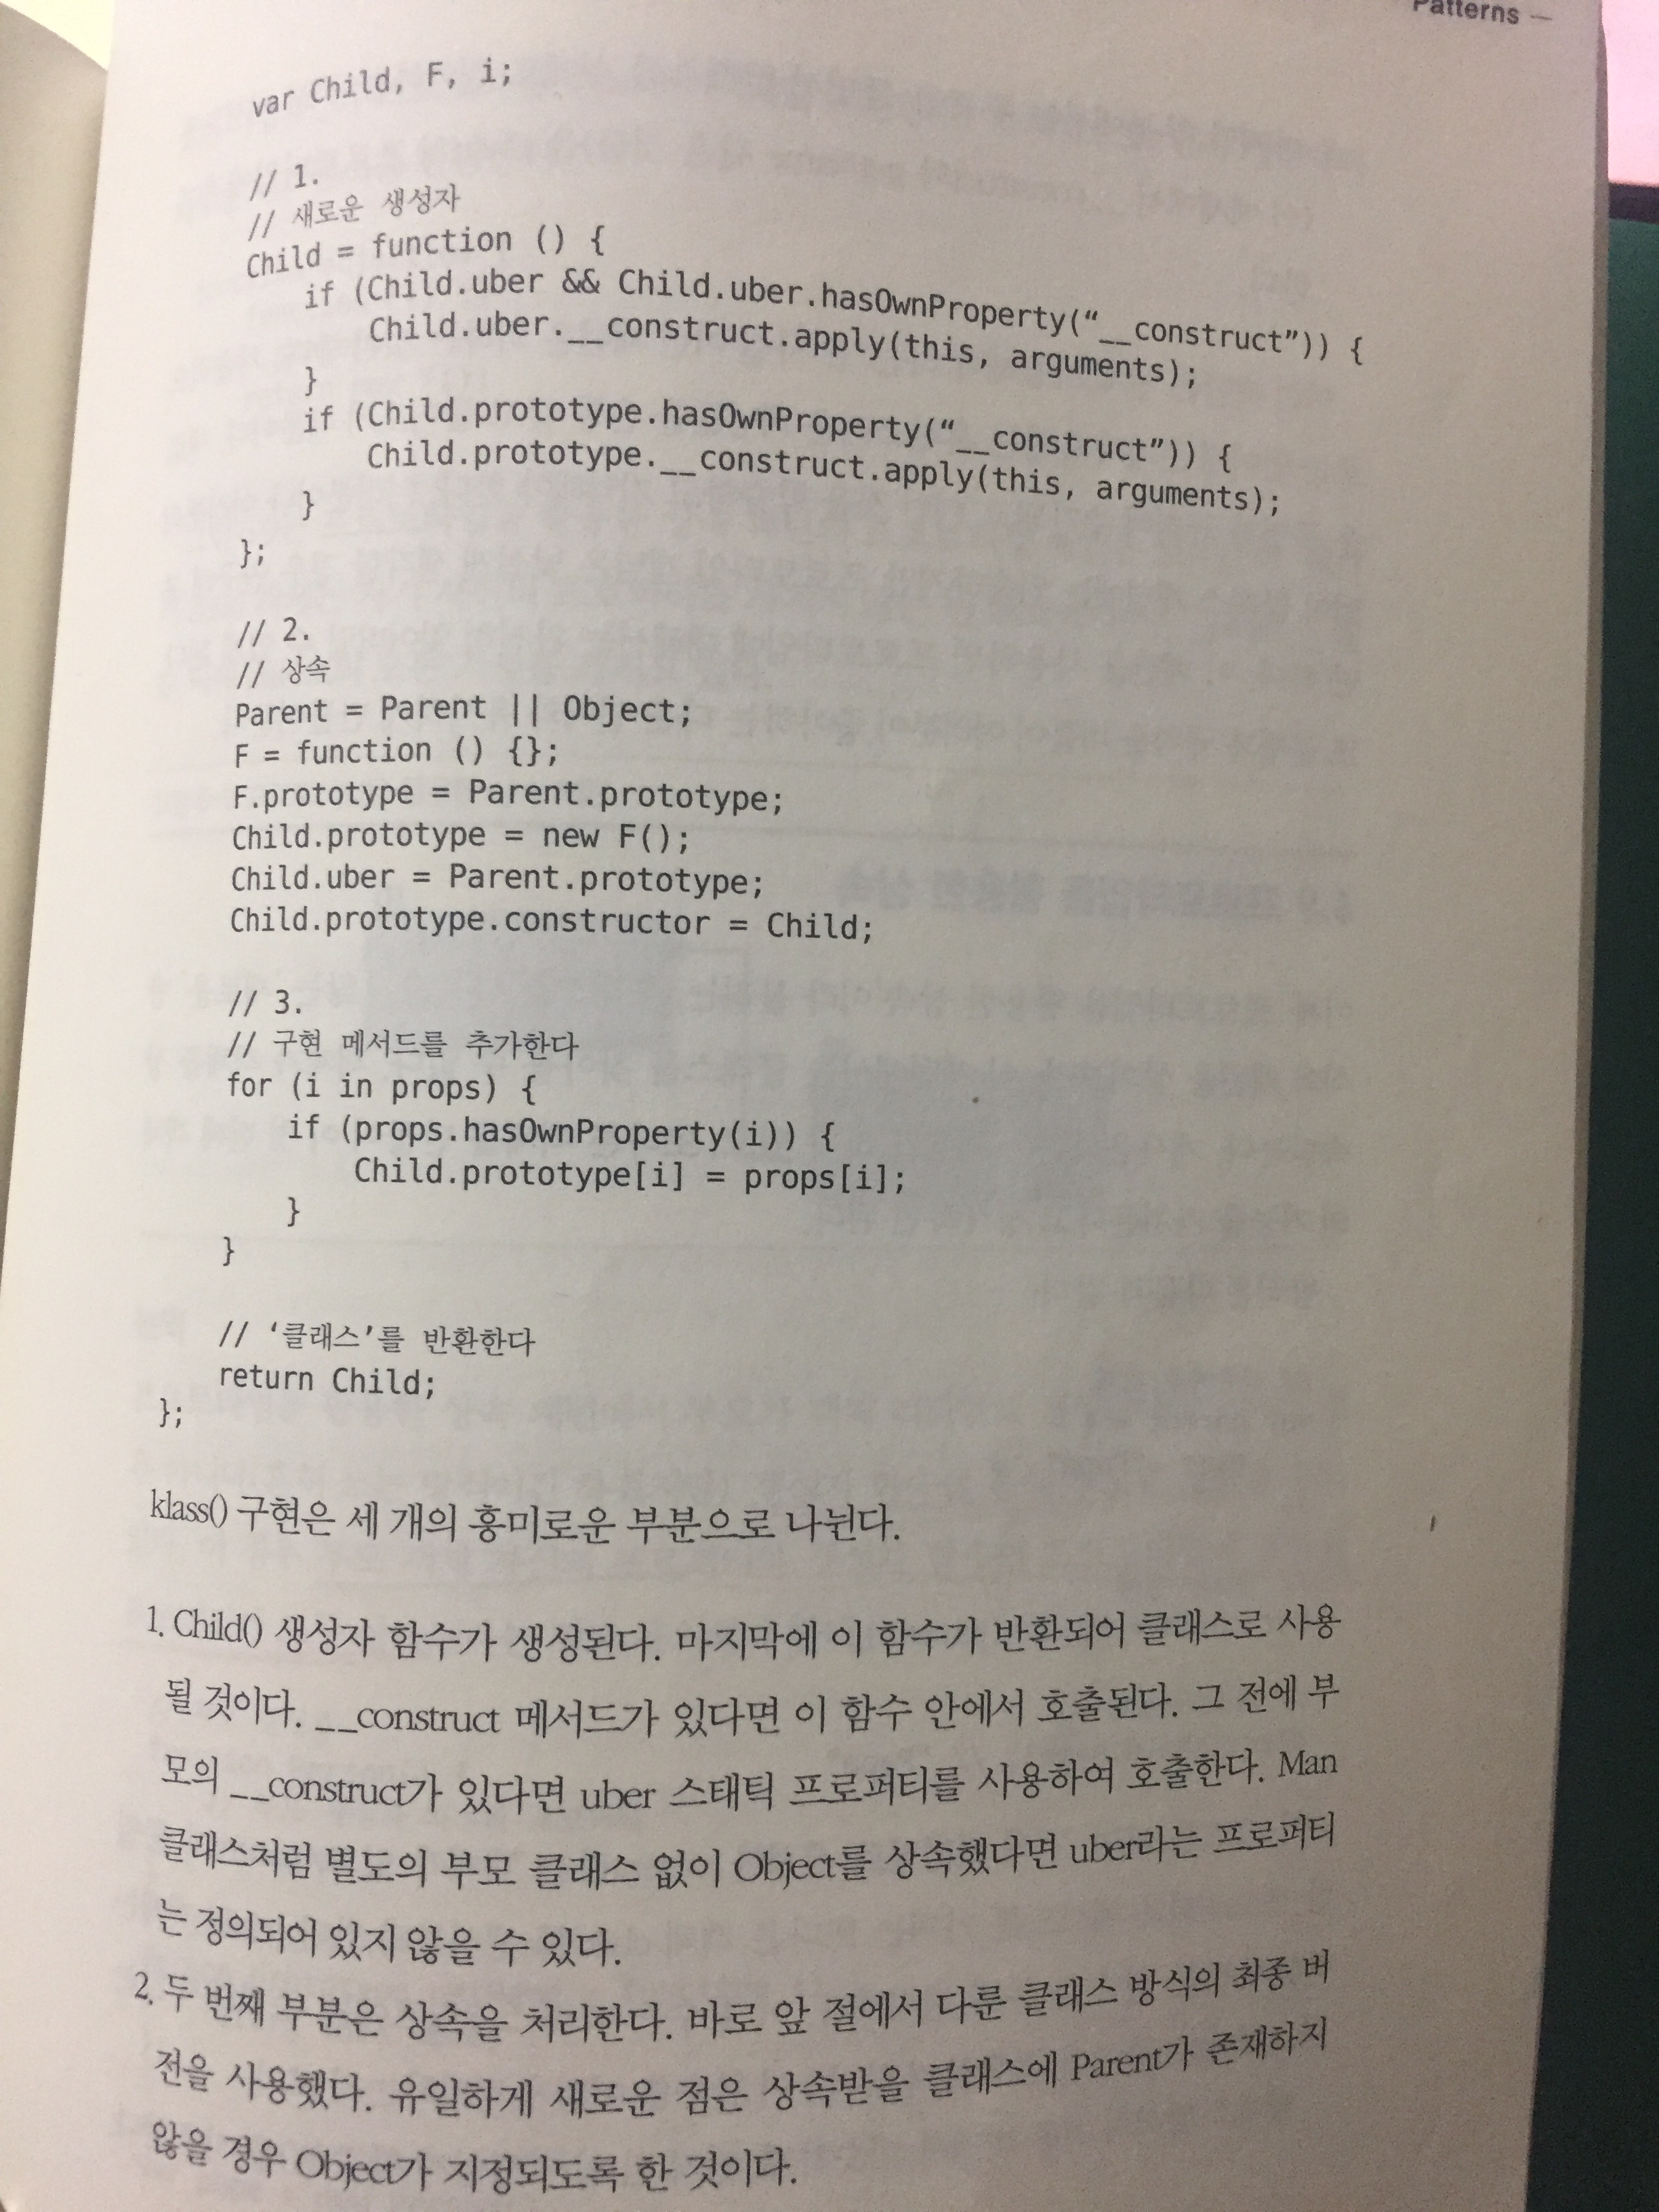 Patterns —
var Child, F, i;
// 1.
// 새로운 생성자
Child = function () {
if (Child.uber && Child.uber.hasOwnProperty(“__construct”)) {
Child.uber.__construct.apply(this, arguments);
}
if (Child.prototype.hasOwnProperty(“__construct”)) {
Child.prototype.__construct.apply(this, arguments);
}
};
// 2.
// 상속
Parent = Parent || Object;
F = function () {};
F.prototype = Parent.prototype;
Child.prototype = new F();
Child.uber = Parent.prototype;
Child.prototype.constructor = Child;
// 3.
// 구현 메서드를 추가한다
for (i in props) {
if (props.hasOwnProperty(i)) {
Child.prototype[i] = props[i];
}
}
// ‘클래스’를 반환한다
return Child;
};
klass() 구현은 세 개의 흥미로운 부분으로 나뉜다.
1. Child() 생성자 함수가 생성된다. 마지막에 이 함수가 반환되어 클래스로 사용
될 것이다. __construct 메서드가 있다면 이 함수 안에서 호출된다. 그 전에 부
모의 __construct가 있다면 uber 스태틱 프로퍼티를 사용하여 호출한다. Man
클래스처럼 별도의 부모 클래스 없이 Object를 상속했다면 uber라는 프로퍼티
는 정의되어 있지 않을 수 있다.
2. 두 번째 부분은 상속을 처리한다. 바로 앞 절에서 다룬 클래스 방식의 최종 버
전을 사용했다. 유일하게 새로운 점은 상속받을 클래스에 Parent가 존재하지
않을 경우 Object가 지정되도록 한 것이다.